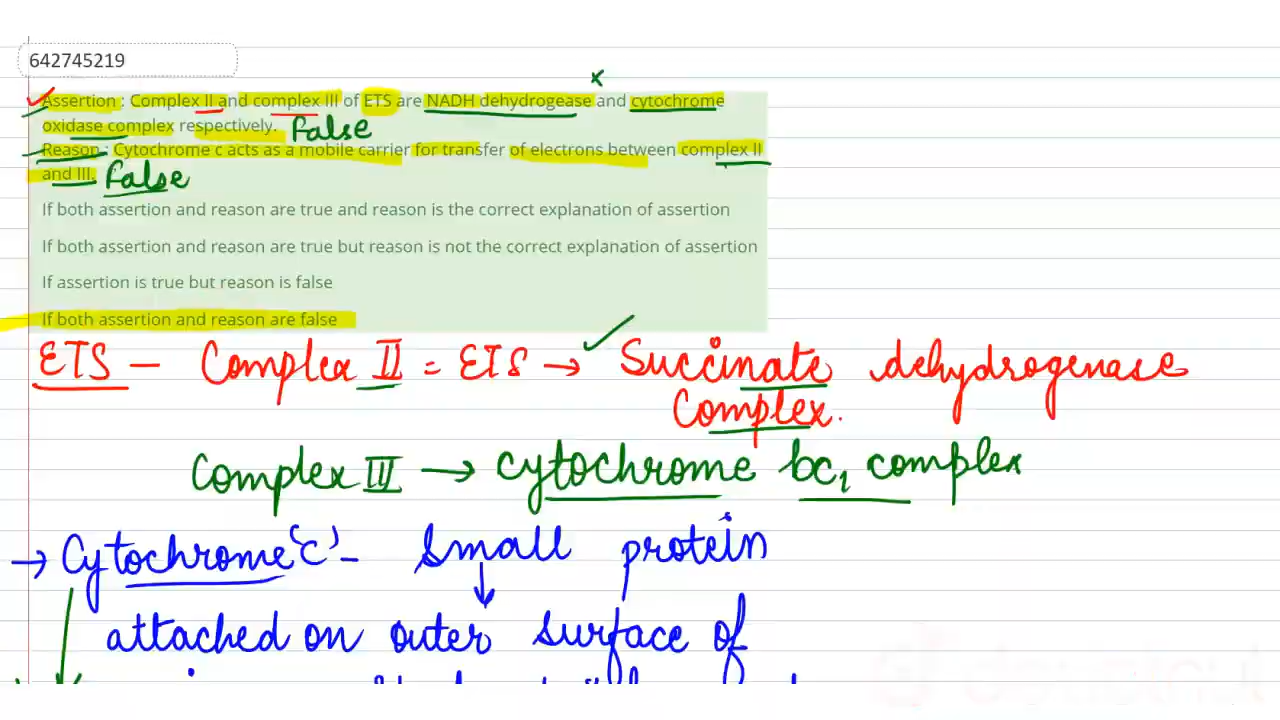 642745219
Assertion : Complex II and complex III of ETS are NADH dehydrogease and cytochrome
oxidase complex respectively. False
Reason : Cytochrome c acts as a mobile carrier for transfer of electrons between complex II
and III. False
If both assertion and reason are true and reason is the correct explanation of assertion
If both assertion and reason are true but reason is not the correct explanation of assertion
If assertion is true but reason is false
If both assertion and reason are false
ETS - Complex II = ETS → Succinate dehydrogenase
Complex.
Complex III → cytochrome bc1 complex
→ Cytochrome 'c' - Small protein
attached on outer surface of